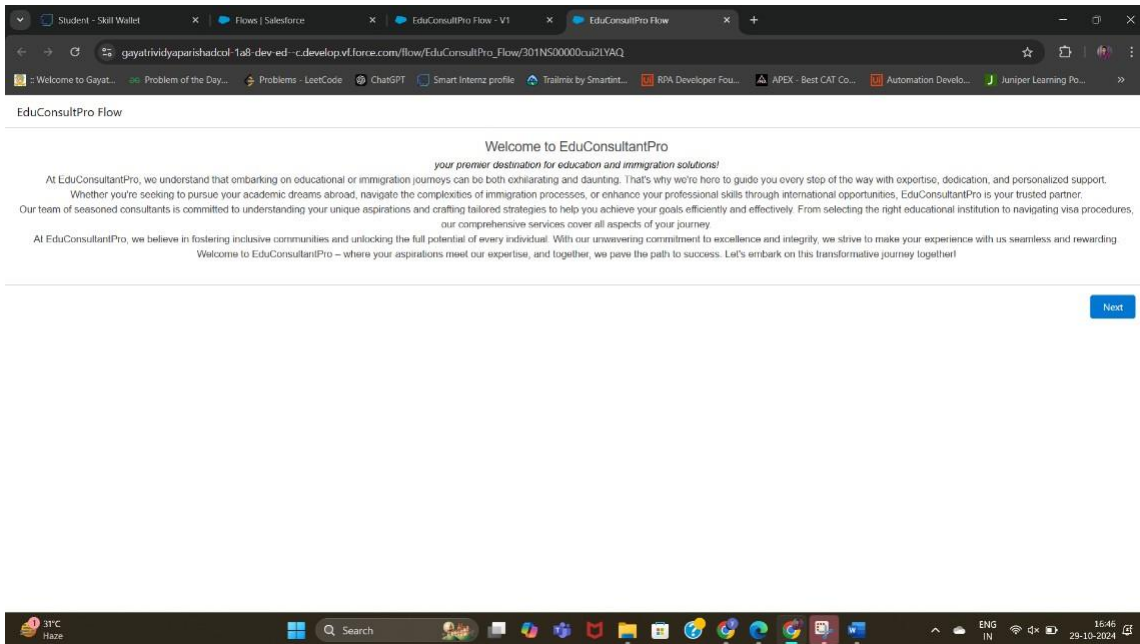 Student - Skill Wallet
Flows | Salesforce
EduConsultPro Flow - V1
EduConsultPro Flow
gayatrividyaparishadcol-1a8-dev-ed--c.develop.vf.force.com/flow/EduConsultPro_Flow/301NS00000cui2LYAQ
:: Welcome to Gayat...
Problem of the Day...
Problems - LeetCode
ChatGPT
Smart Internz profile
Trailmix by Smartint...
RPA Developer Fou...
APEX - Best CAT Co...
Automation Develo...
Juniper Learning Po...
EduConsultPro Flow
Welcome to EduConsultantPro
your premier destination for education and immigration solutions!
At EduConsultantPro, we understand that embarking on educational or immigration journeys can be both exhilarating and daunting. That's why we're here to guide you every step of the way with expertise, dedication, and personalized support.
Whether you're seeking to pursue your academic dreams abroad, navigate the complexities of immigration processes, or enhance your professional skills through international opportunities, EduConsultantPro is your trusted partner.
Our team of seasoned consultants is committed to understanding your unique aspirations and crafting tailored strategies to help you achieve your goals efficiently and effectively. From selecting the right educational institution to navigating visa procedures,
our comprehensive services cover all aspects of your journey.
At EduConsultantPro, we believe in fostering inclusive communities and unlocking the full potential of every individual. With our unwavering commitment to excellence and integrity, we strive to make your experience with us seamless and rewarding.
Welcome to EduConsultantPro – where your aspirations meet our expertise, and together, we pave the path to success. Let's embark on this transformative journey together!
Next
1
31°C
Haze
Search
ENG
IN
16:46
29-10-2024